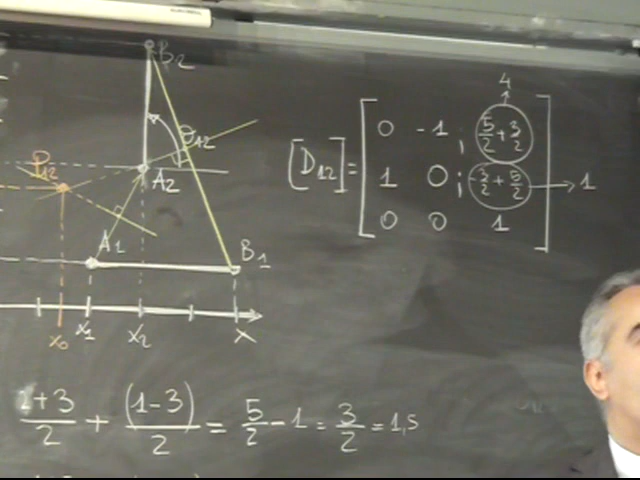 B₂
θ₁₂
P₁₂
A₂
A₁
B₁
x₀ x₁ x₂ x
[D₁₂] = [ 0 -1 ; 5/2 + 3/2 → 4
1 0 ; -3/2 + 5/2 → 1
0 0 1 ]
2+3/2 + (1-3)/2 = 5/2 - 1 = 3/2 = 1,5